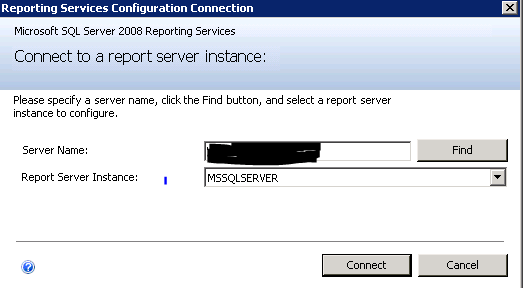 Reporting Services Configuration Connection
Microsoft SQL Server 2008 Reporting Services
Connect to a report server instance:
Please specify a server name, click the Find button, and select a report server
instance to configure.
Server Name:
Find
Report Server Instance:
MSSQLSERVER
Connect
Cancel